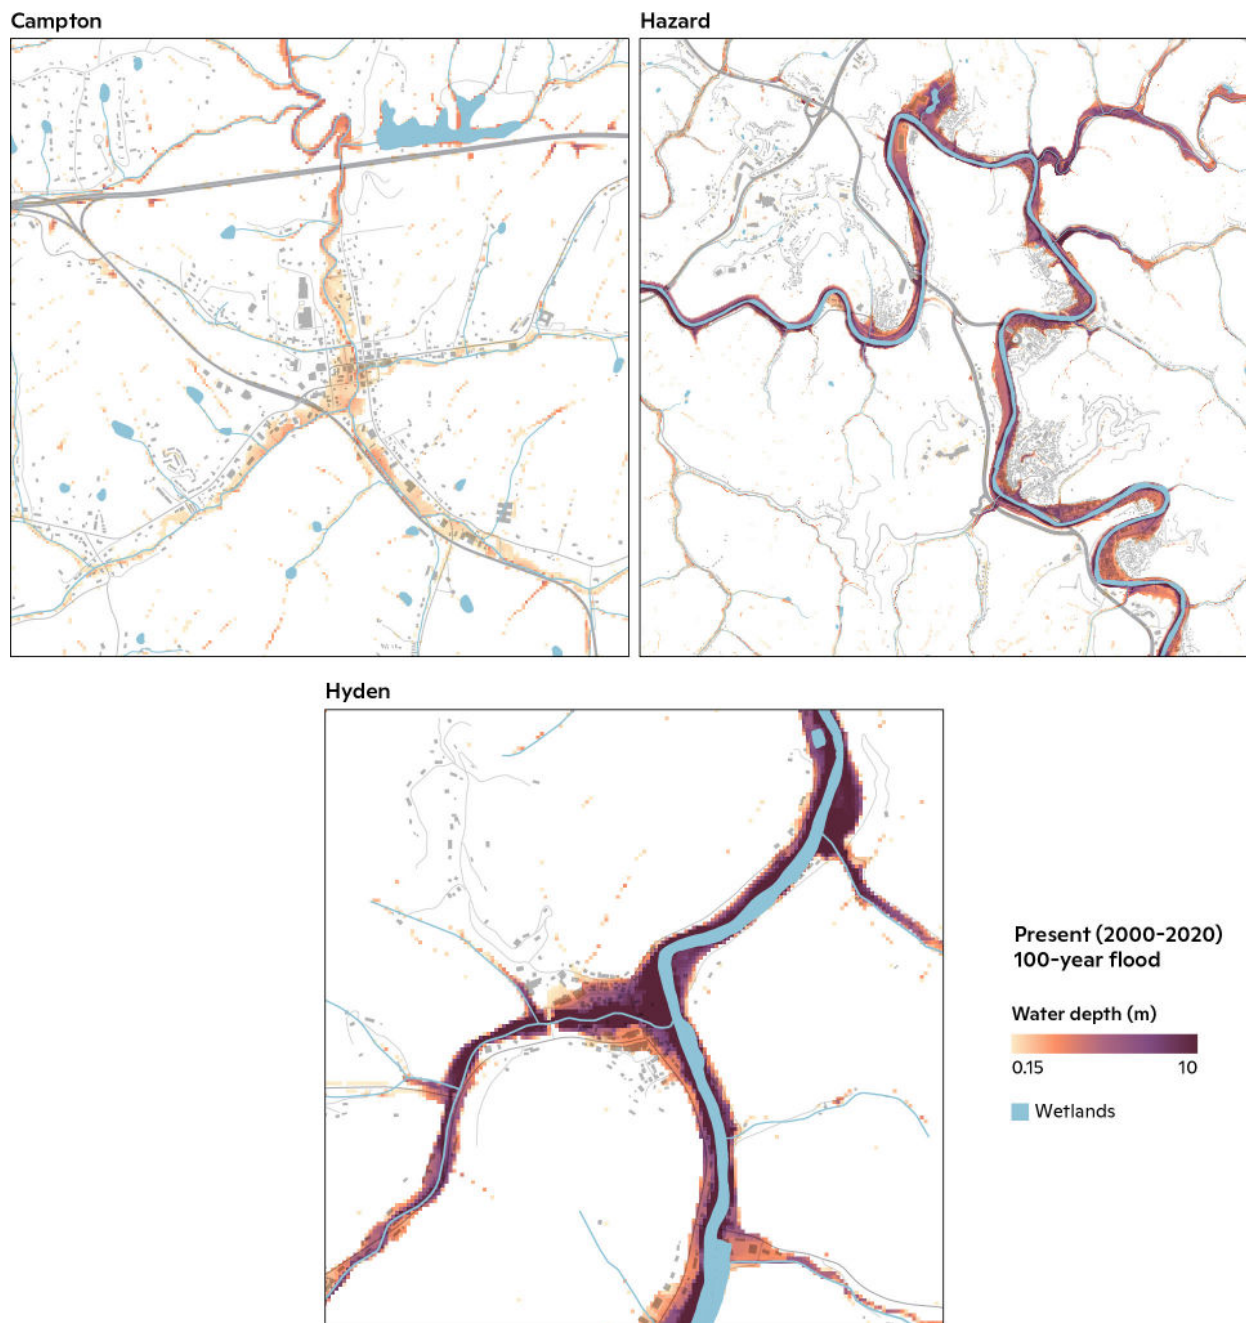 Campton
Hazard
Hyden
Present (2000-2020)
100-year flood
Water depth (m)
0.15 10
Wetlands